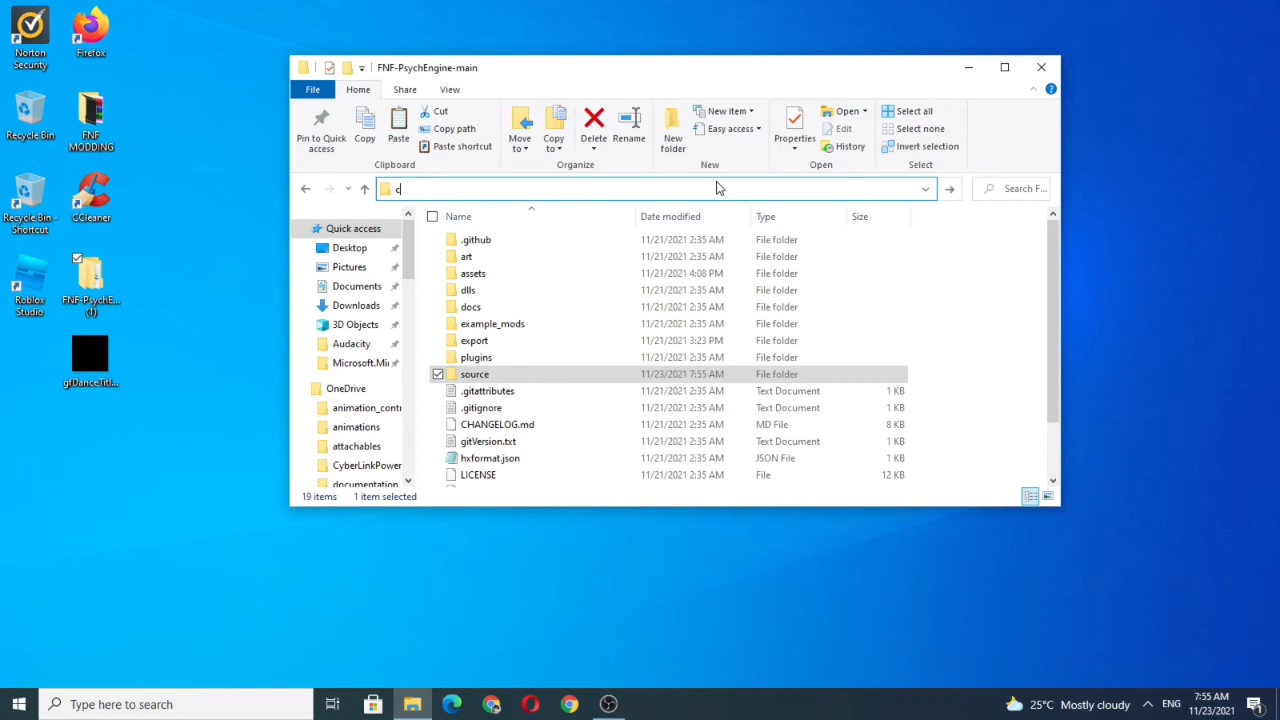 Norton
Security
Firefox
Recycle Bin
FNF
MODDING
Recycle Bin -
Shortcut
CCleaner
Roblox
Studio
FNF-PsychE...
(1)
gfDanceTitl...
FNF-PsychEngine-main
File
Home
Share
View
Pin to Quick
access
Copy
Paste
Cut
Copy path
Paste shortcut
Clipboard
Move
to
Copy
to
Delete
Rename
Organize
New
folder
New item
Easy access
New
Properties
Open
Edit
History
Open
Select all
Select none
Invert selection
Select
c
Search F...
Quick access
Desktop
Pictures
Documents
Downloads
3D Objects
Audacity
Microsoft.Mi
OneDrive
animation_contr
animations
attachables
CyberLinkPower
documentation
Name Date modified Type Size
.github 11/21/2021 2:35 AM File folder
art 11/21/2021 2:35 AM File folder
assets 11/21/2021 4:08 PM File folder
dlls 11/21/2021 2:35 AM File folder
docs 11/21/2021 2:35 AM File folder
example_mods 11/21/2021 2:35 AM File folder
export 11/21/2021 3:23 PM File folder
plugins 11/21/2021 2:35 AM File folder
source 11/23/2021 7:55 AM File folder
.gitattributes 11/21/2021 2:35 AM Text Document 1 KB
.gitignore 11/21/2021 2:35 AM Text Document 1 KB
CHANGELOG.md 11/21/2021 2:35 AM MD File 8 KB
gitVersion.txt 11/21/2021 2:35 AM Text Document 1 KB
hxformat.json 11/21/2021 2:35 AM JSON File 1 KB
LICENSE 11/21/2021 2:35 AM File 12 KB
19 items 1 item selected
Type here to search
25°C Mostly cloudy
ENG
7:55 AM
11/23/2021
1